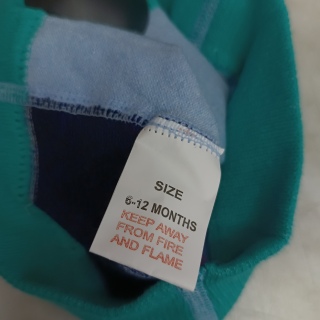 SIZE
6-12 MONTHS
KEEP AWAY
FROM FIRE
AND FLAME